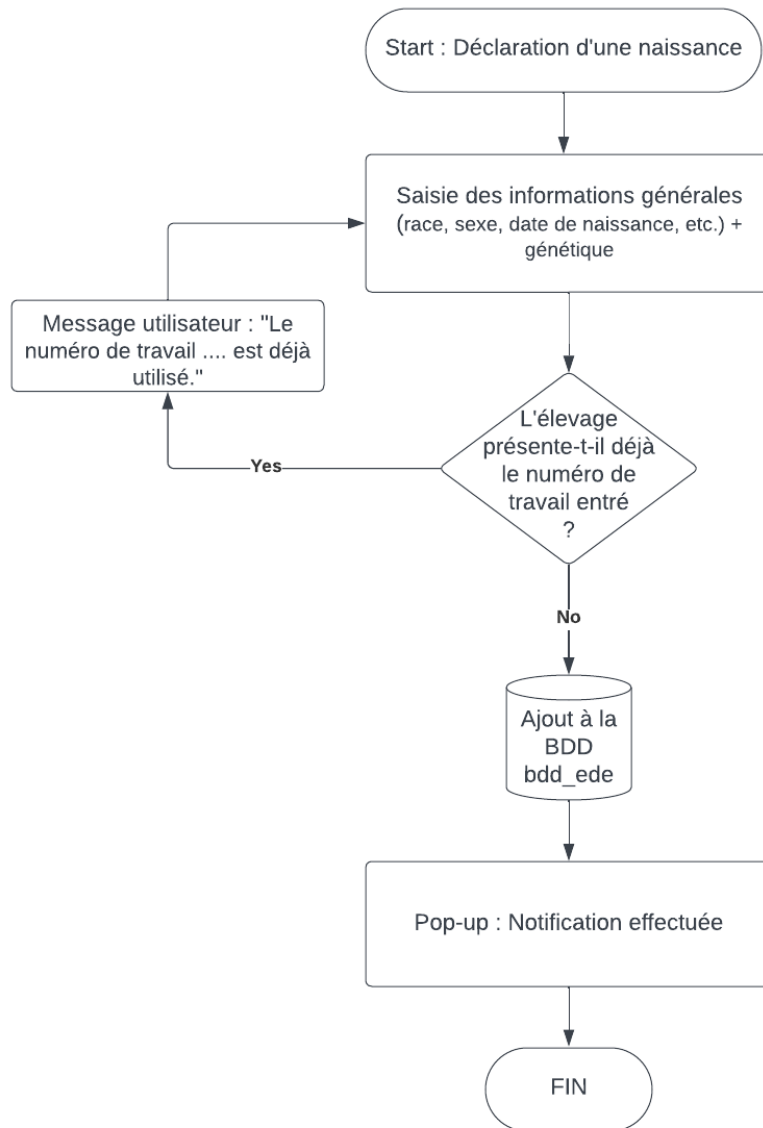 Start : Déclaration d'une naissance
Saisie des informations générales
(race, sexe, date de naissance, etc.) +
génétique
Message utilisateur : "Le
numéro de travail .... est déjà
utilisé."
L'élevage
présente-t-il déjà
le numéro de
travail entré
?
Yes
No
Ajout à la
BDD
bdd_ede
Pop-up : Notification effectuée
FIN